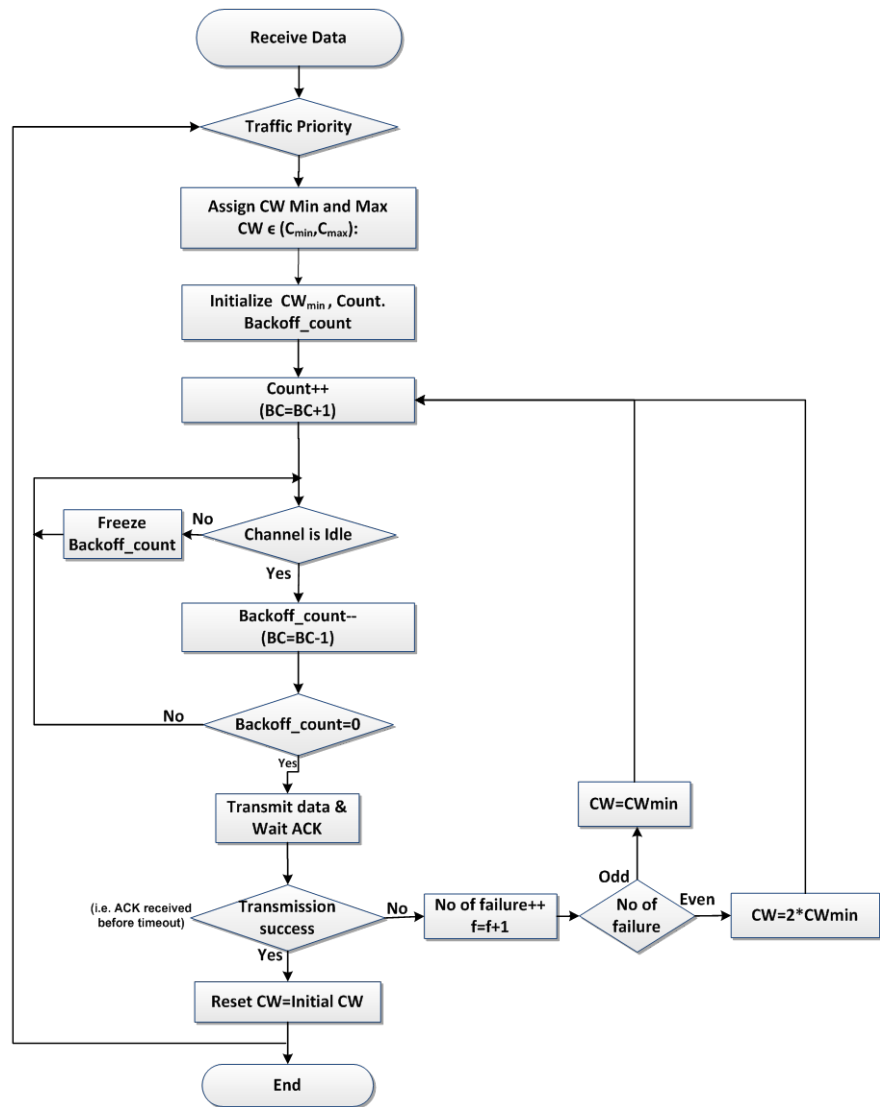 Receive Data
Traffic Priority
Assign CW Min and Max
CW ϵ (Cmin,Cmax):
Initialize CWmin , Count.
Backoff_count
Count++
(BC=BC+1)
Freeze
Backoff_count
No
Channel is Idle
Yes
Backoff_count--
(BC=BC-1)
No
Backoff_count=0
Yes
Transmit data &
Wait ACK
CW=CWmin
(i.e. ACK received
before timeout)
Transmission
success
No
No of failure++
f=f+1
Odd
No of
failure
Even
CW=2*CWmin
Yes
Reset CW=Initial CW
End